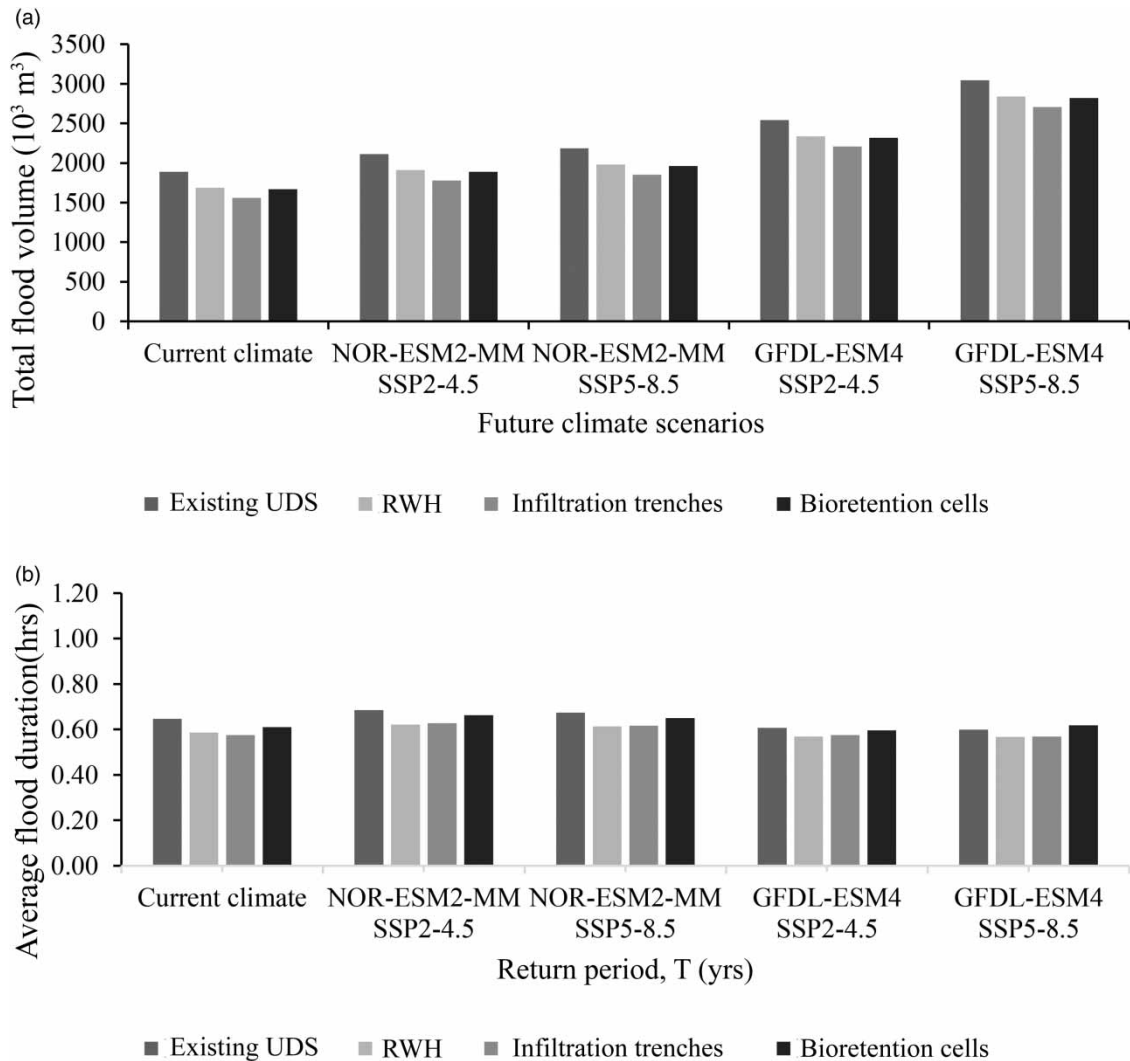 (a)
Total flood volume (10³ m³)
3500
3000
2500
2000
1500
1000
500
0
Current climate
NOR-ESM2-MM
SSP2-4.5
NOR-ESM2-MM
SSP5-8.5
GFDL-ESM4
SSP2-4.5
GFDL-ESM4
SSP5-8.5
Future climate scenarios
Existing UDS RWH Infiltration trenches Bioretention cells
(b)
Average flood duration(hrs)
1.20
1.00
0.80
0.60
0.40
0.20
0.00
Current climate
NOR-ESM2-MM
SSP2-4.5
NOR-ESM2-MM
SSP5-8.5
GFDL-ESM4
SSP2-4.5
GFDL-ESM4
SSP5-8.5
Return period, T (yrs)
Existing UDS RWH Infiltration trenches Bioretention cells